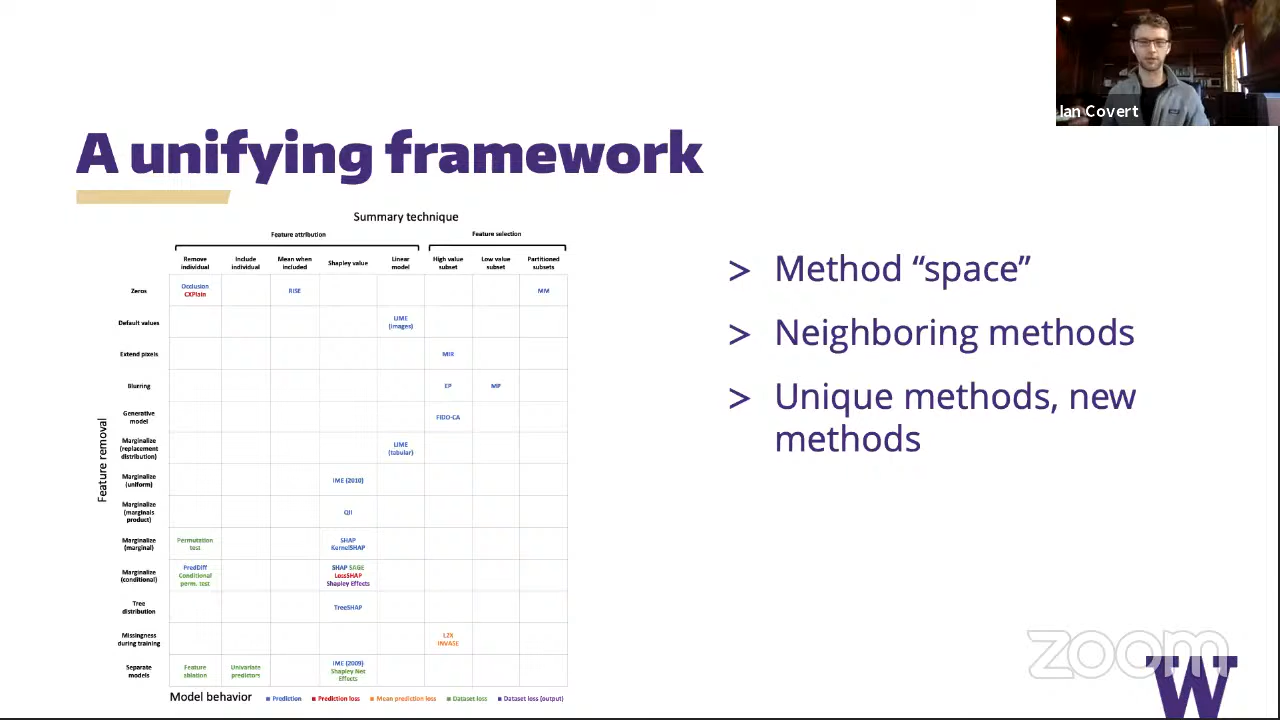 Ian Covert
A unifying framework
Summary technique
Feature attribution
Feature selection
Remove individual
Include individual
Mean when included
Shapley value
Linear model
High value subset
Low value subset
Partitioned subsets
Feature removal
Zeros
Occlusion
CXPlain
RISE
MM
Default values
LIME (images)
Extend pixels
MIR
Blurring
EP
MP
Generative model
FIDO-CA
Marginalize (replacement distribution)
LIME (tabular)
Marginalize (uniform)
IME (2010)
Marginalize (marginals product)
QII
Marginalize (marginal)
Permutation test
SHAP
KernelSHAP
Marginalize (conditional)
PredDiff
Conditional perm. test
SHAP SAGE
LossSHAP
Shapley Effects
Tree distribution
TreeSHAP
Missingness during training
L2X
INVASE
Separate models
Feature ablation
Univariate predictors
IME (2009)
Shapley Net Effects
Model behavior
Prediction
Prediction loss
Mean prediction loss
Dataset loss
Dataset loss (output)
> Method “space”
> Neighboring methods
> Unique methods, new
methods
zoom
W